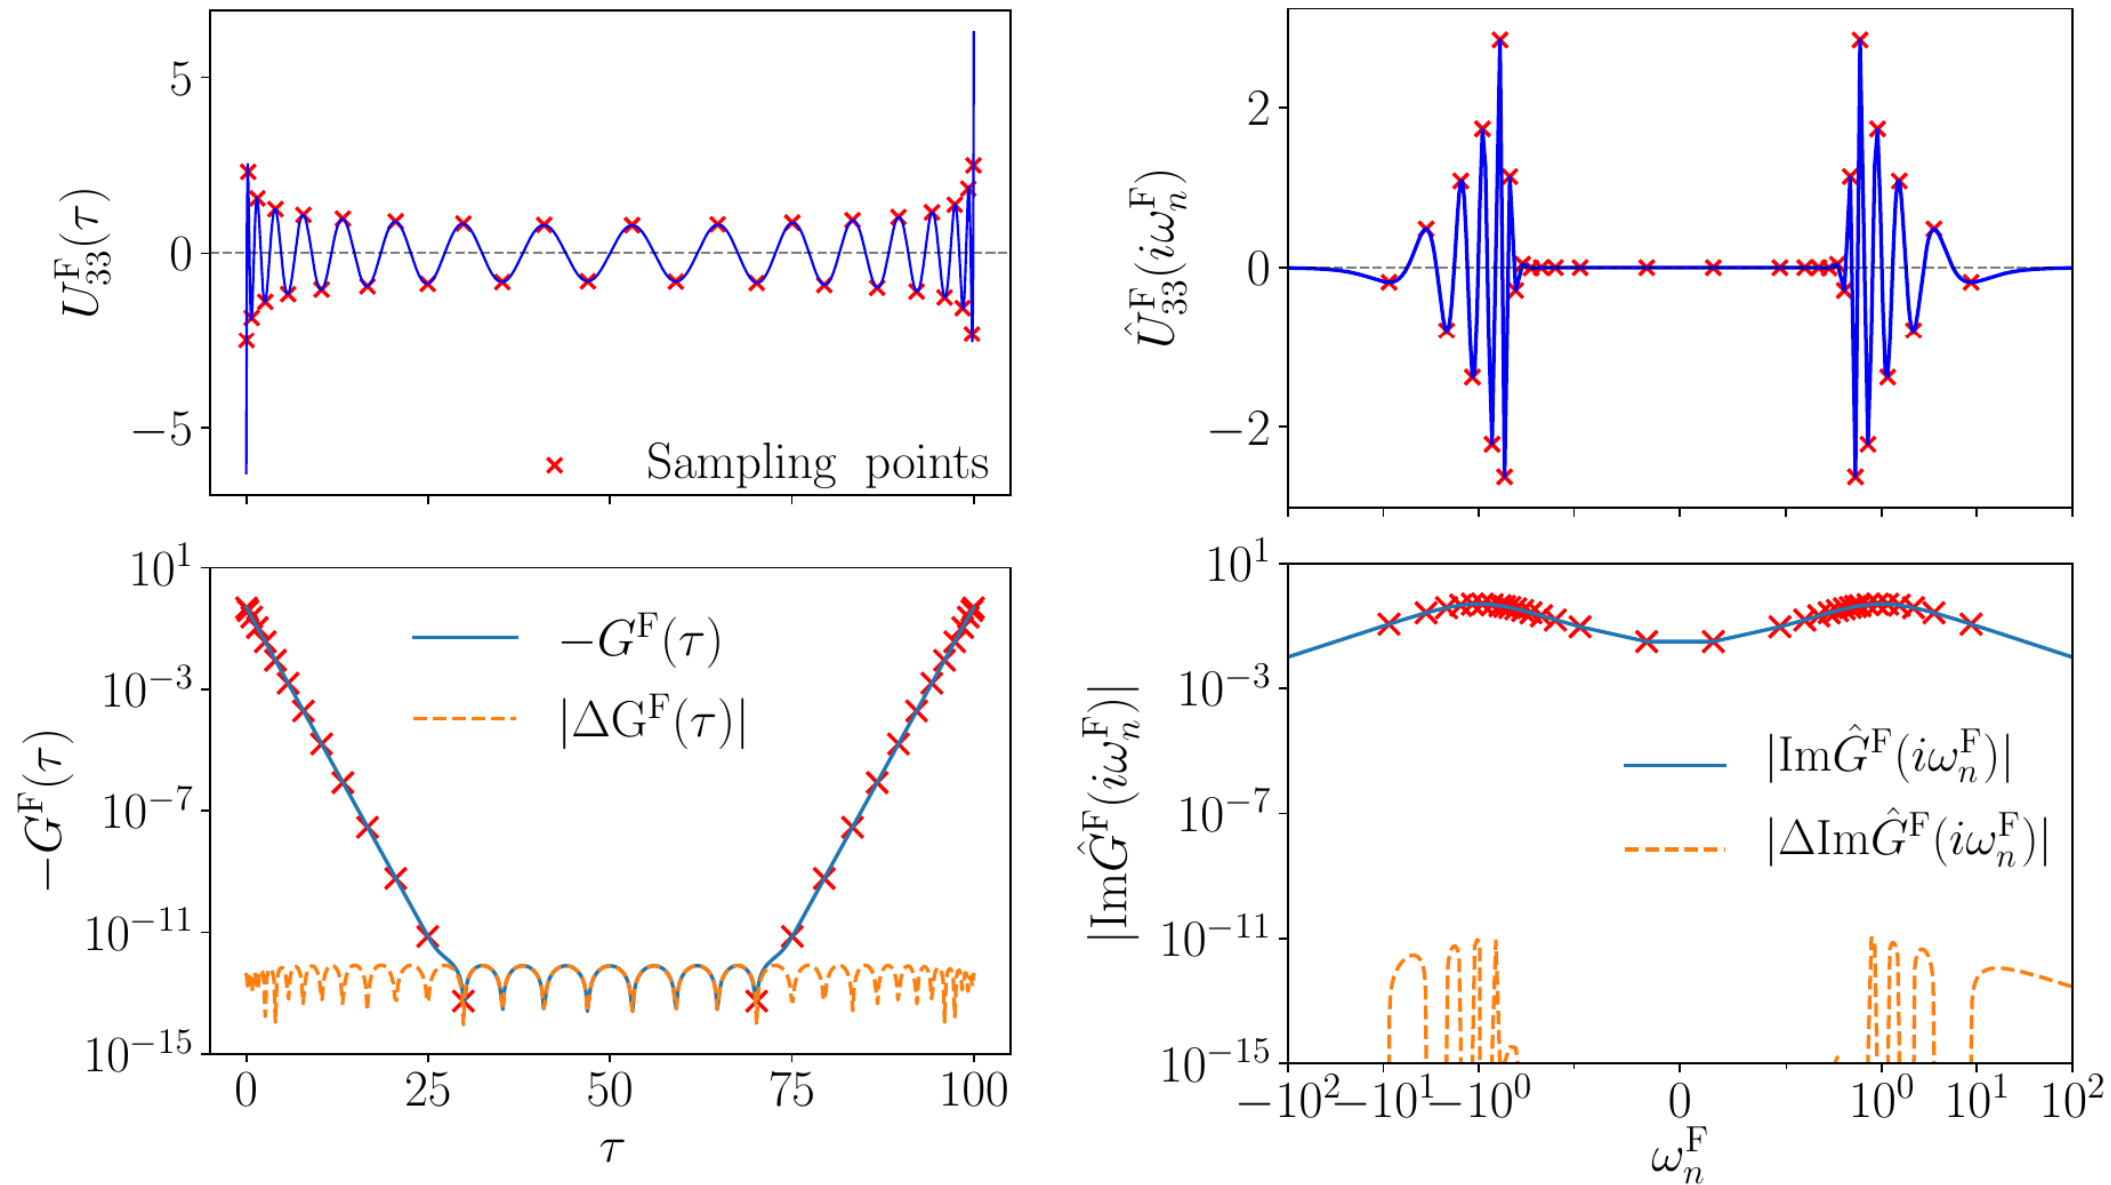 U^F_33(τ)
5
0
−5
Sampling points
Û^F_33(iω^F_n)
2
0
−2
−G^F(τ)
10^1
10^−3
10^−7
10^−11
10^−15
−G^F(τ)
|ΔG^F(τ)|
0 25 50 75 100
τ
|ImĜ^F(iω^F_n)|
10^1
10^−3
10^−7
10^−11
10^−15
|ImĜ^F(iω^F_n)|
|ΔImĜ^F(iω^F_n)|
−10^2 −10^1 −10^0 0 10^0 10^1 10^2
ω^F_n